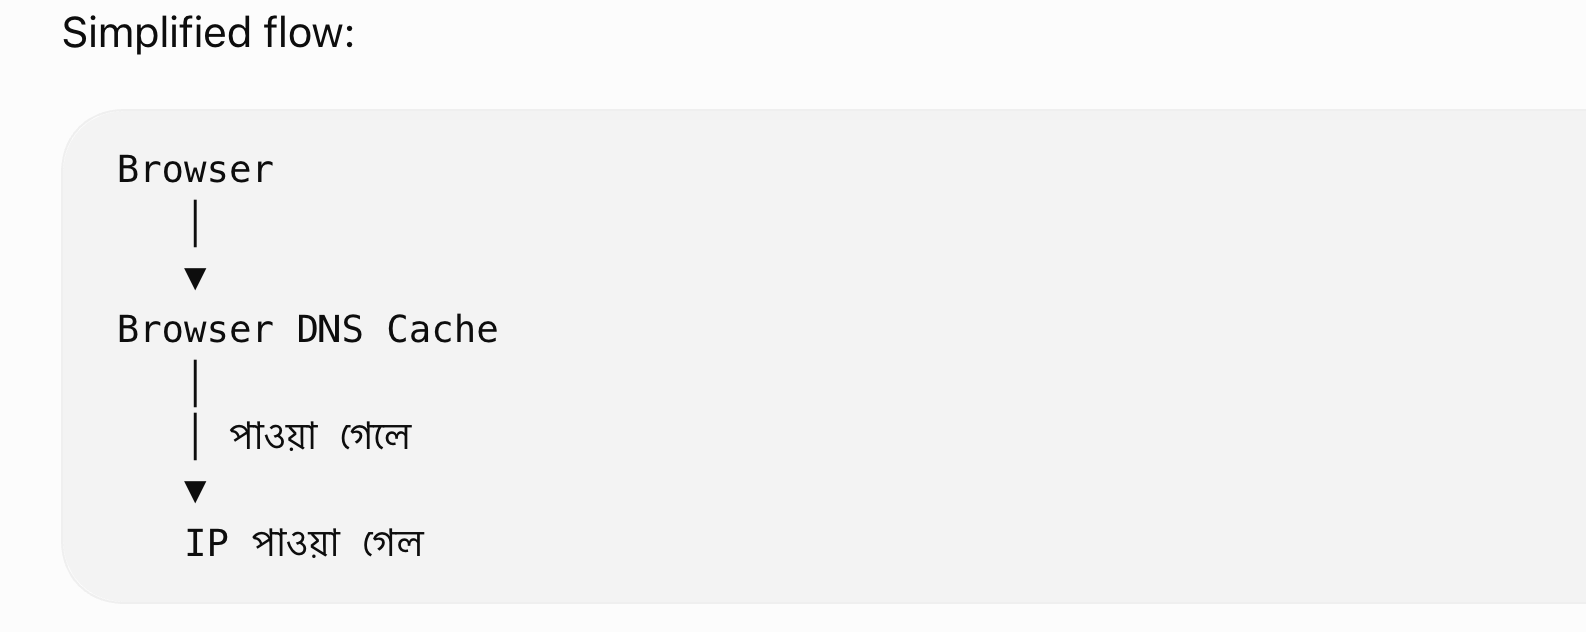 Simplified flow:
Browser
│
▼
Browser DNS Cache
│
│ পাওয়া গেলে
▼
IP পাওয়া গেল